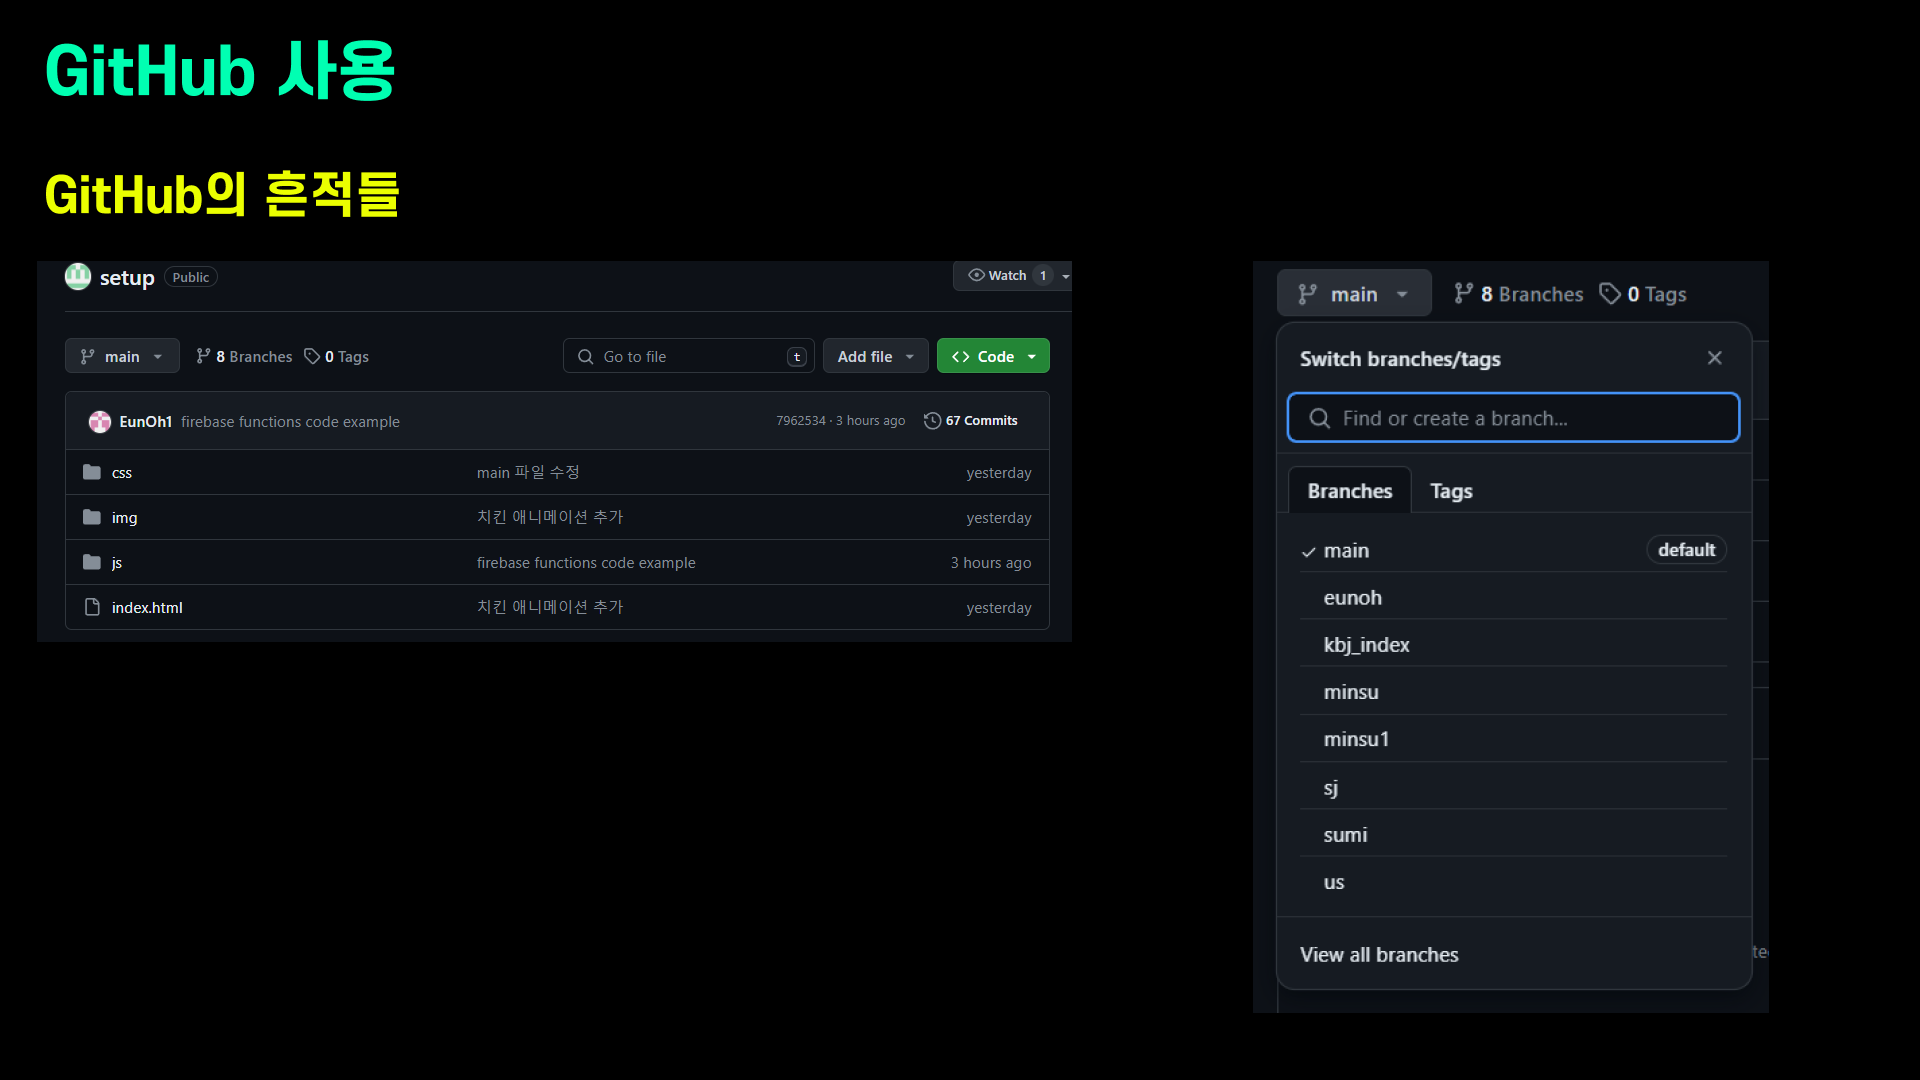 GitHub 사용
GitHub의 흔적들
setup Public Watch 1
main 8 Branches 0 Tags Go to file t Add file Code
EunOh1 firebase functions code example 7962534 · 3 hours ago 67 Commits
css main 파일 수정 yesterday
img 치킨 애니메이션 추가 yesterday
js firebase functions code example 3 hours ago
index.html 치킨 애니메이션 추가 yesterday
main 8 Branches 0 Tags
Switch branches/tags
Find or create a branch...
Branches Tags
main default
eunoh
kbj_index
minsu
minsu1
sj
sumi
us
View all branches